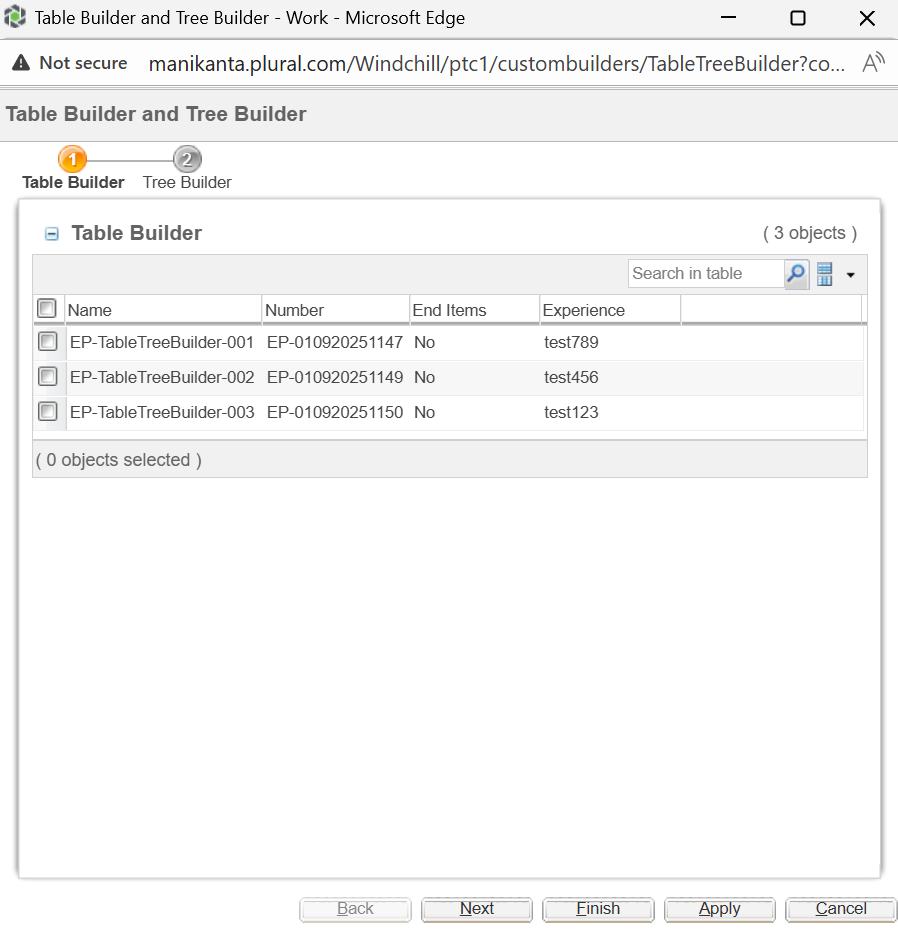 Table Builder and Tree Builder - Work - Microsoft Edge
Not secure manikanta.plural.com/Windchill/ptc1/custombuilders/TableTreeBuilder?co... A
Table Builder and Tree Builder
1 2
Table Builder Tree Builder
Table Builder ( 3 objects )
Search in table
Name Number End Items Experience
EP-TableTreeBuilder-001 EP-010920251147 No test789
EP-TableTreeBuilder-002 EP-010920251149 No test456
EP-TableTreeBuilder-003 EP-010920251150 No test123
( 0 objects selected )
Back Next Finish Apply Cancel